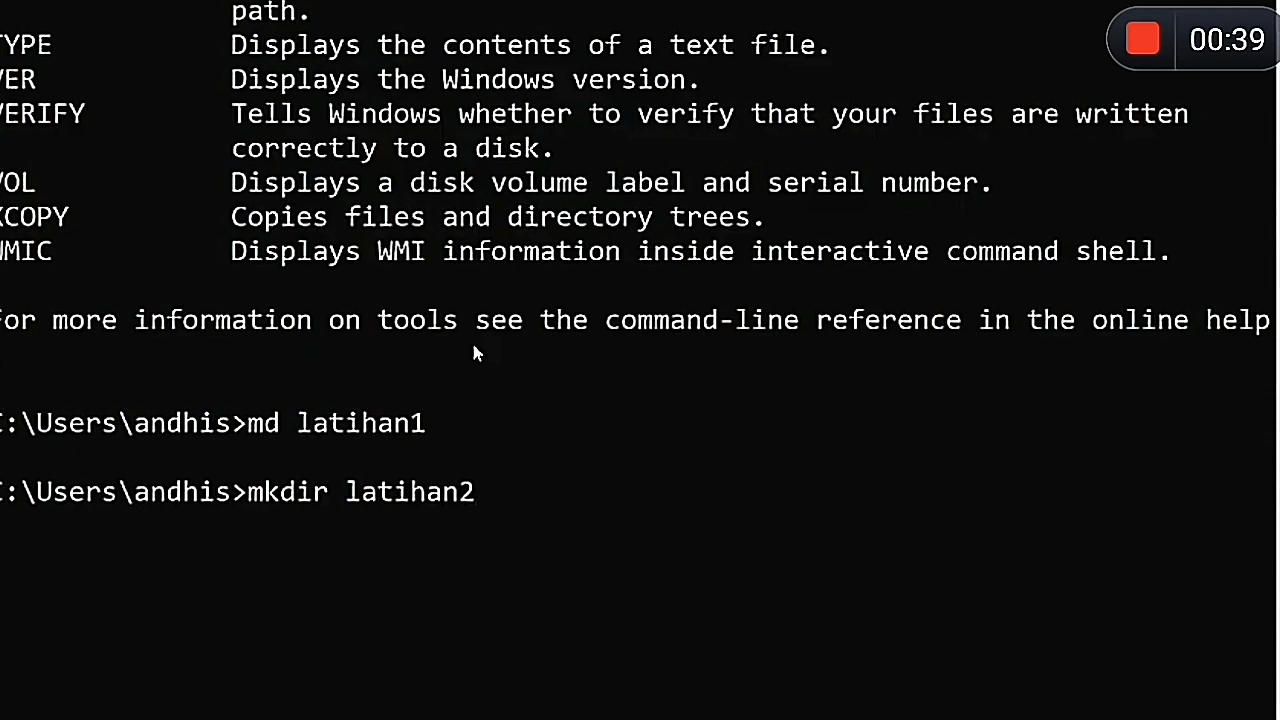 path.
TYPE Displays the contents of a text file.
VER Displays the Windows version.
VERIFY Tells Windows whether to verify that your files are written
correctly to a disk.
VOL Displays a disk volume label and serial number.
XCOPY Copies files and directory trees.
WMIC Displays WMI information inside interactive command shell.
For more information on tools see the command-line reference in the online help
C:\Users\andhis>md latihan1
C:\Users\andhis>mkdir latihan2
00:39